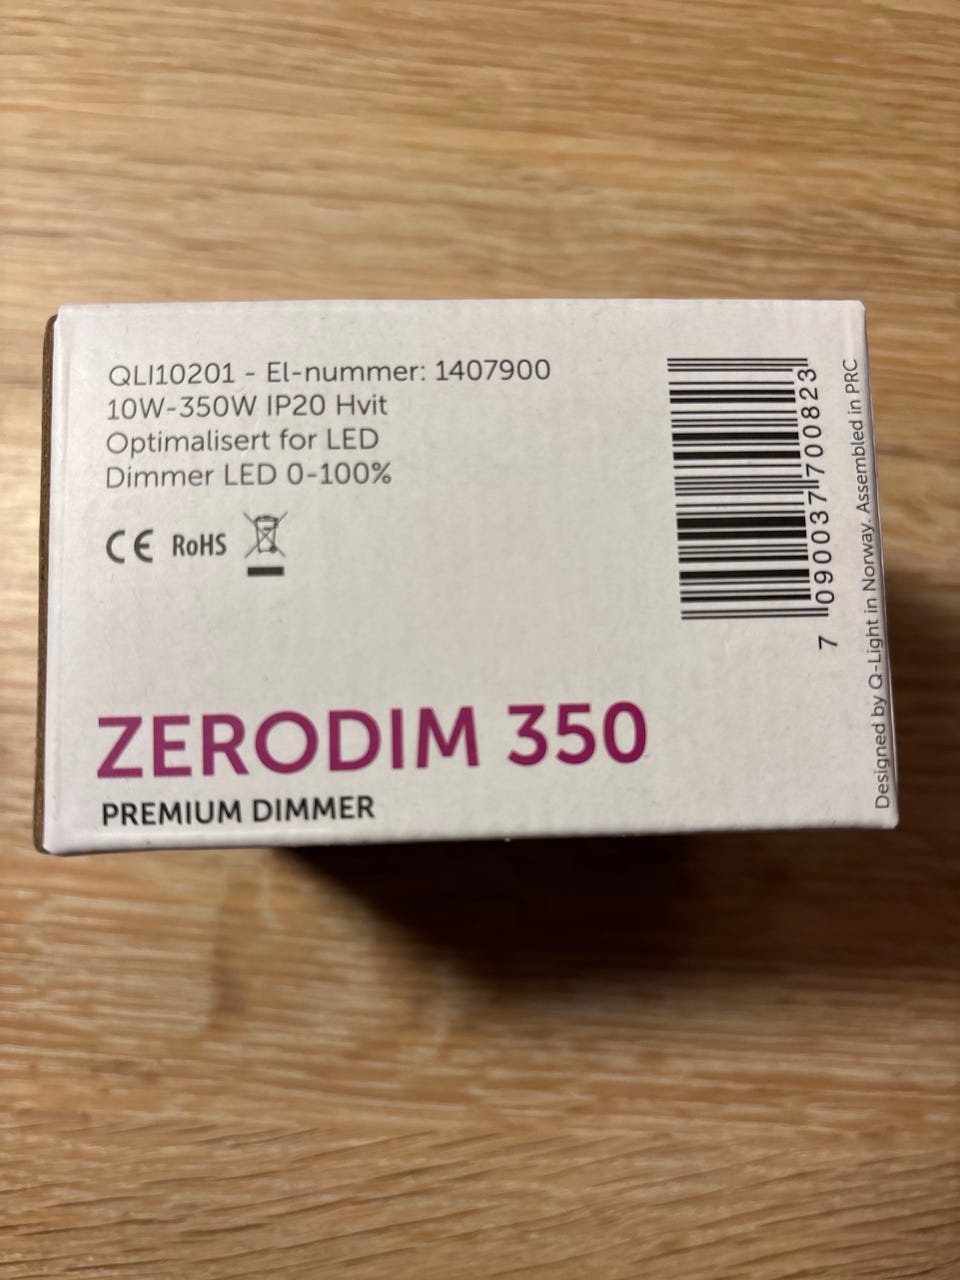 QLI10201 - El-nummer: 1407900
10W-350W IP20 Hvit
Optimalisert for LED
Dimmer LED 0-100%
CE RoHS
ZERODIM 350
PREMIUM DIMMER
7 090037 700823
Designed by Q-Light in Norway. Assembled in PRC